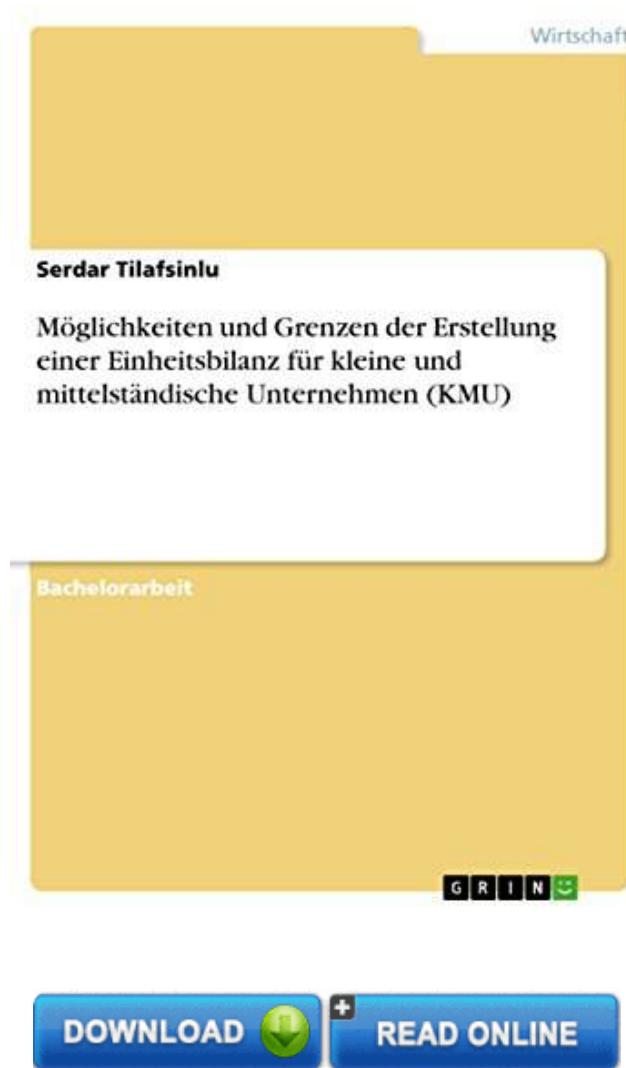 Wirtschaft
Serdar Tilafsinlu
Möglichkeiten und Grenzen der Erstellung
einer Einheitsbilanz für kleine und
mittelständische Unternehmen (KMU)
Bachelorarbeit
GRIN
DOWNLOAD
READ ONLINE